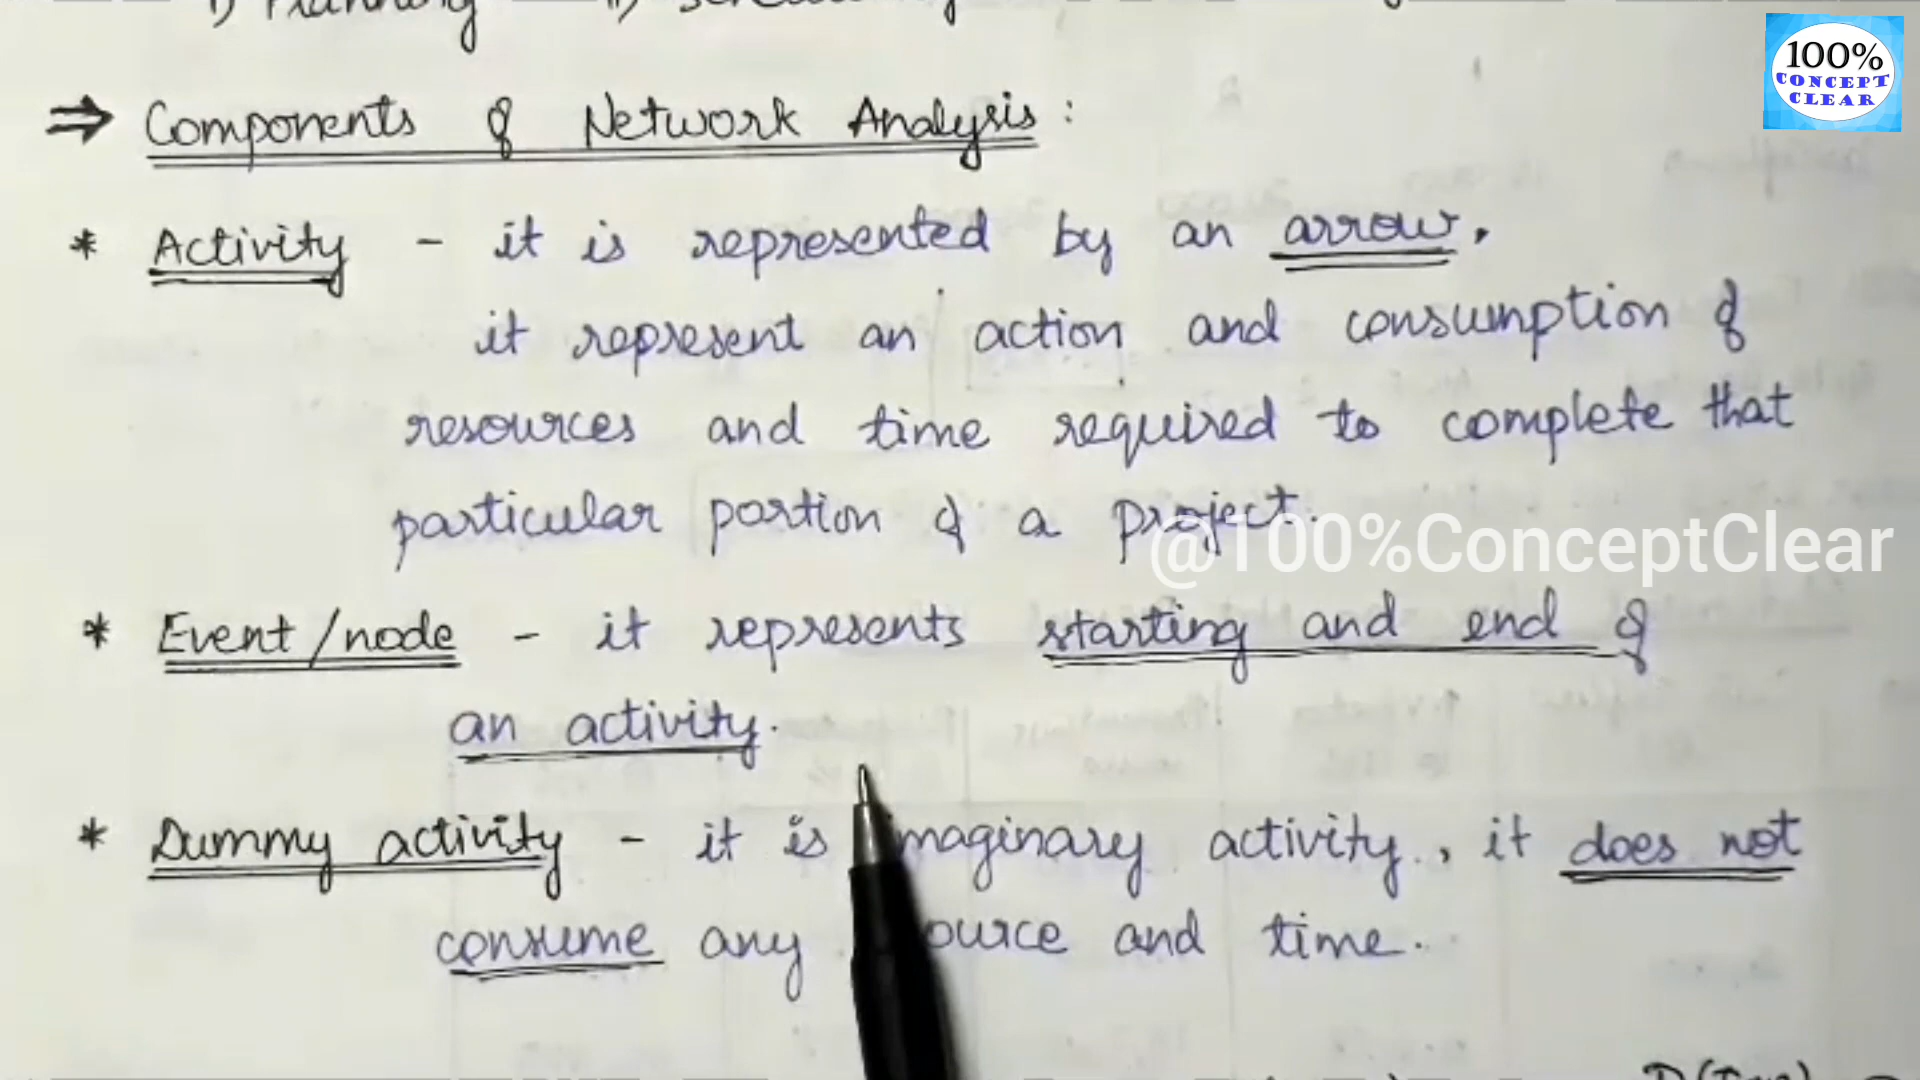 i) Planning ii)
⇒ Components of Network Analysis :
* Activity - it is represented by an arrow.
it represent an action and consumption of
resources and time required to complete that
particular portion of a project.
@100%ConceptClear
* Event/node - it represents starting and end of
an activity.
* Dummy activity - it is imaginary activity, it does not
consume any and time.
100%
CONCEPT
CLEAR